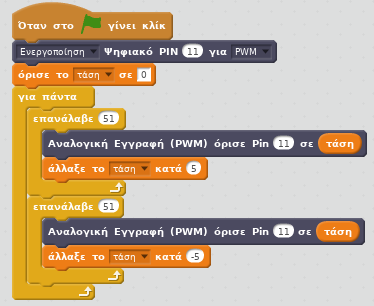 Όταν στο γίνει κλίκ
Ενεργοποίηση Ψηφιακό PIN 11 για PWM
όρισε το τάση σε 0
για πάντα
επανάλαβε 51
Αναλογική Εγγραφή (PWM) όρισε Pin 11 σε τάση
άλλαξε το τάση κατά 5
επανάλαβε 51
Αναλογική Εγγραφή (PWM) όρισε Pin 11 σε τάση
άλλαξε το τάση κατά -5